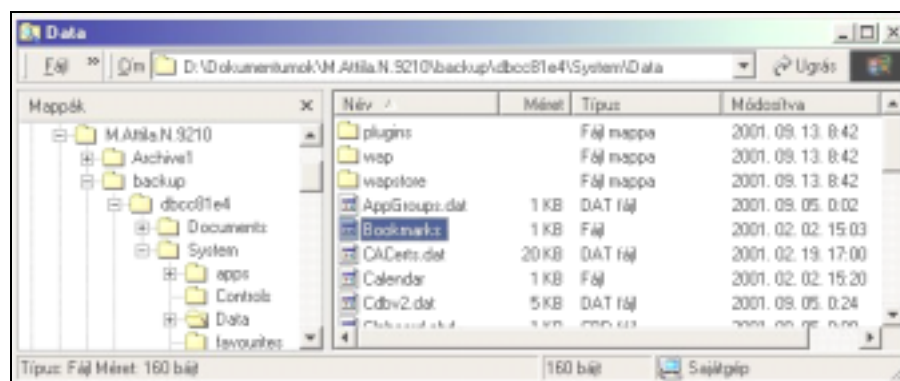 Data
Fájl » Cím D:\Dokumentumok\M.Attila.N.9210\backup\dbcc81e4\System\Data Ugrás
Mappák ×
M.Attila.N.9210
Archive1
backup
dbcc81e4
Documents
System
apps
Controls
Data
favourites
Név Méret Típus Módosítva
plugins Fájl mappa 2001. 09. 13. 8:42
wap Fájl mappa 2001. 09. 13. 8:42
wapstore Fájl mappa 2001. 09. 13. 8:42
AppGroups.dat 1 KB DAT fájl 2001. 09. 05. 0:02
Bookmarks 1 KB Fájl 2001. 02. 02. 15:03
CACerts.dat 20 KB DAT fájl 2001. 02. 19. 17:00
Calendar 1 KB Fájl 2001. 02. 02. 15:20
Cdbv2.dat 5 KB DAT fájl 2001. 09. 05. 0:24
Típus: Fájl Méret: 160 bájt 160 bájt Sajátgép